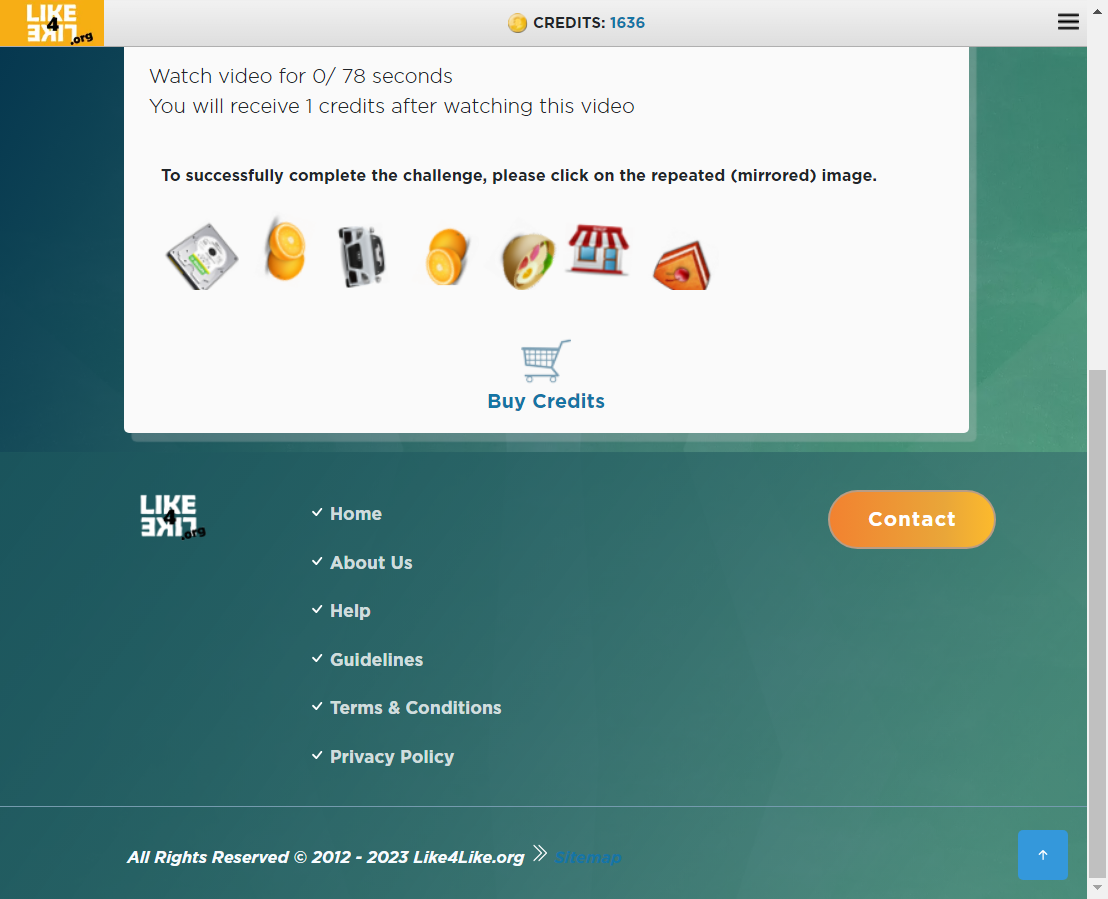 LIKE
4
LIKE
.org
CREDITS: 1636
Watch video for 0/ 78 seconds
You will receive 1 credits after watching this video
To successfully complete the challenge, please click on the repeated (mirrored) image.
Buy Credits
LIKE
4
LIKE
.org
Home
About Us
Help
Guidelines
Terms & Conditions
Privacy Policy
Contact
All Rights Reserved © 2012 - 2023 Like4Like.org » Sitemap